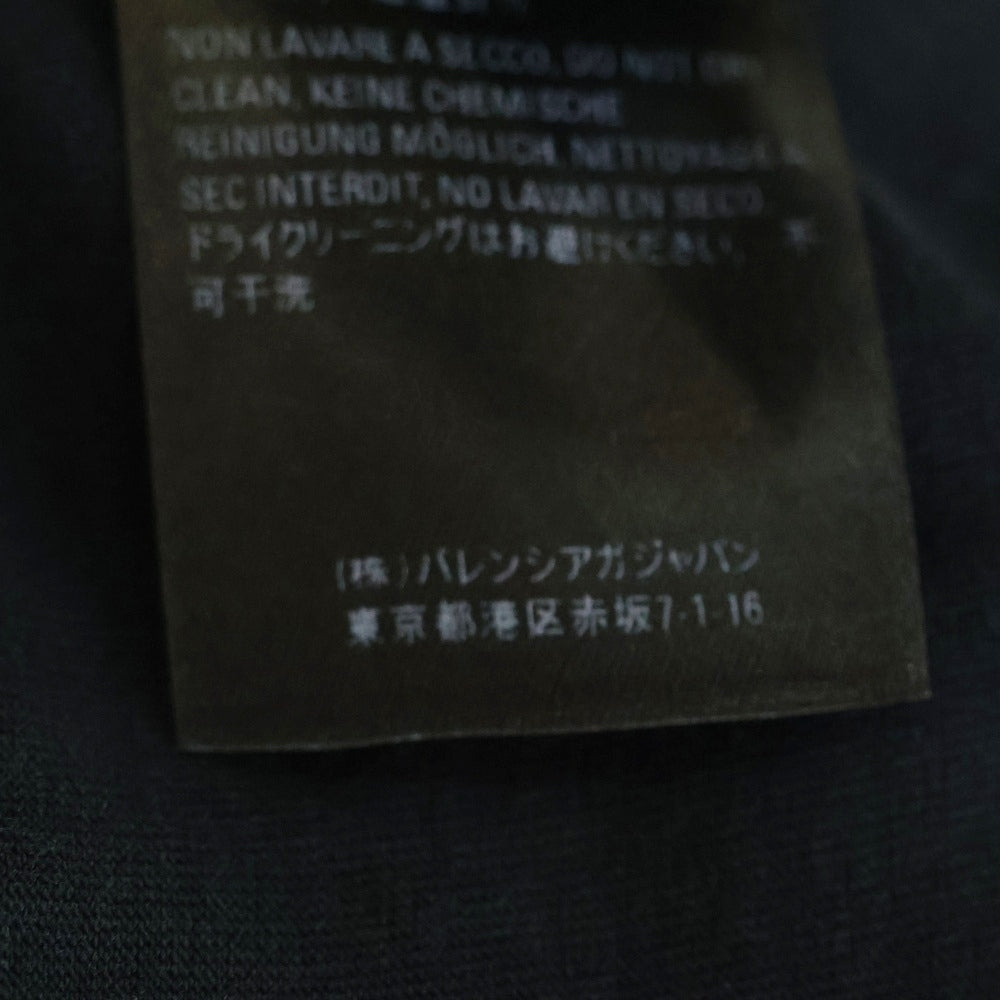 NON LAVARE A SECCO, DO NOT DRY
CLEAN, KEINE CHEMISCHE
REINIGUNG MÖGLICH, NETTOYAGE A
SEC INTERDIT, NO LAVAR EN SECO
ドライクリーニングはお避けください。 不
可干洗
(株)バレンシアガジャパン
東京都港区赤坂7-1-16